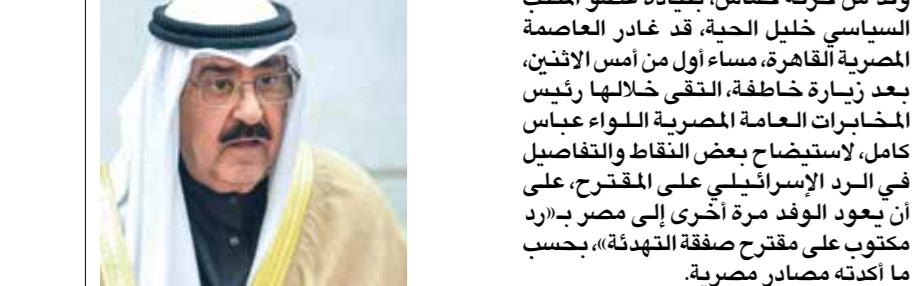 السياسي خليل الحية، قد غادر العاصمة
المصرية القاهرة، مساء أول من أمس الاثنين،
بعد زيارة خاطفة، التقى خلالها رئيس
المخابرات العامة المصرية اللواء عباس
كامل، لاستيضاح بعض النقاط والتفاصيل
في الرد الإسرائيلي على المقترح، على
أن يعود الوفد مرة أخرى إلى مصر بـ«رد
مكتوب على مقترح صفقة التهدئة»، بحسب
ما أكدته مصادر مصرية.